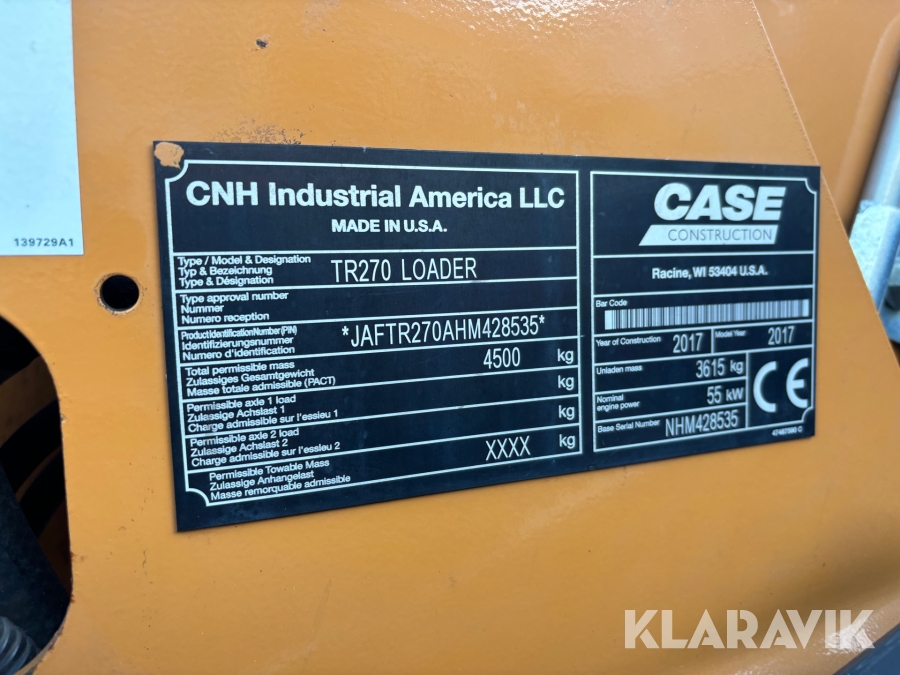 139729A1
CNH Industrial America LLC
MADE IN U.S.A.
Type / Model & Designation
Typ & Bezeichnung
Type & Désignation
TR270 LOADER
Type approval number
Nummer
Numero reception
Product Identification Number (PIN)
Identifizierungsnummer
Numero d'identification
*JAFTR270AHM428535*
Total permissible mass
Zulassiges Gesamtgewicht
Masse totale admissible (PACT)
4500 kg
Permissible axle 1 load
Zulassige Achslast 1
Charge admissible sur l'essieu 1
kg
Permissible axle 2 load
Zulassige Achslast 2
Charge admissible sur l'essieu 2
kg
Permissible Towable Mass
Zulassige Anhangelast
Masse remorquable admissible
XXXX kg
CASE
CONSTRUCTION
Racine, WI 53404 U.S.A.
Bar Code
Year of Construction 2017 Model Year 2017
Unladen mass 3615 kg
Nominal
engine power
55 kW
Base Serial Number NHM428535
CE
KLARAVIK